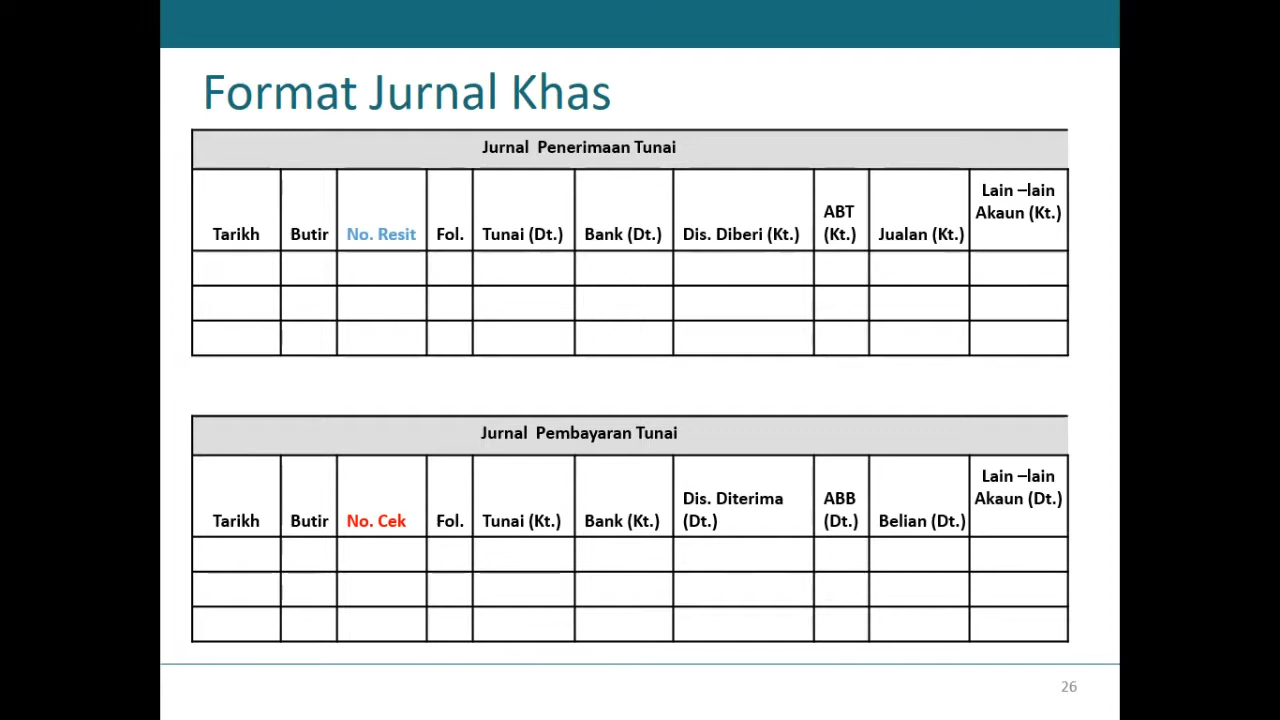 Format Jurnal Khas
Jurnal Penerimaan Tunai
Tarikh Butir No. Resit Fol. Tunai (Dt.) Bank (Dt.) Dis. Diberi (Kt.) ABT (Kt.) Jualan (Kt.) Lain –lain Akaun (Kt.)
Jurnal Pembayaran Tunai
Tarikh Butir No. Cek Fol. Tunai (Kt.) Bank (Kt.) Dis. Diterima (Dt.) ABB (Dt.) Belian (Dt.) Lain –lain Akaun (Dt.)
26